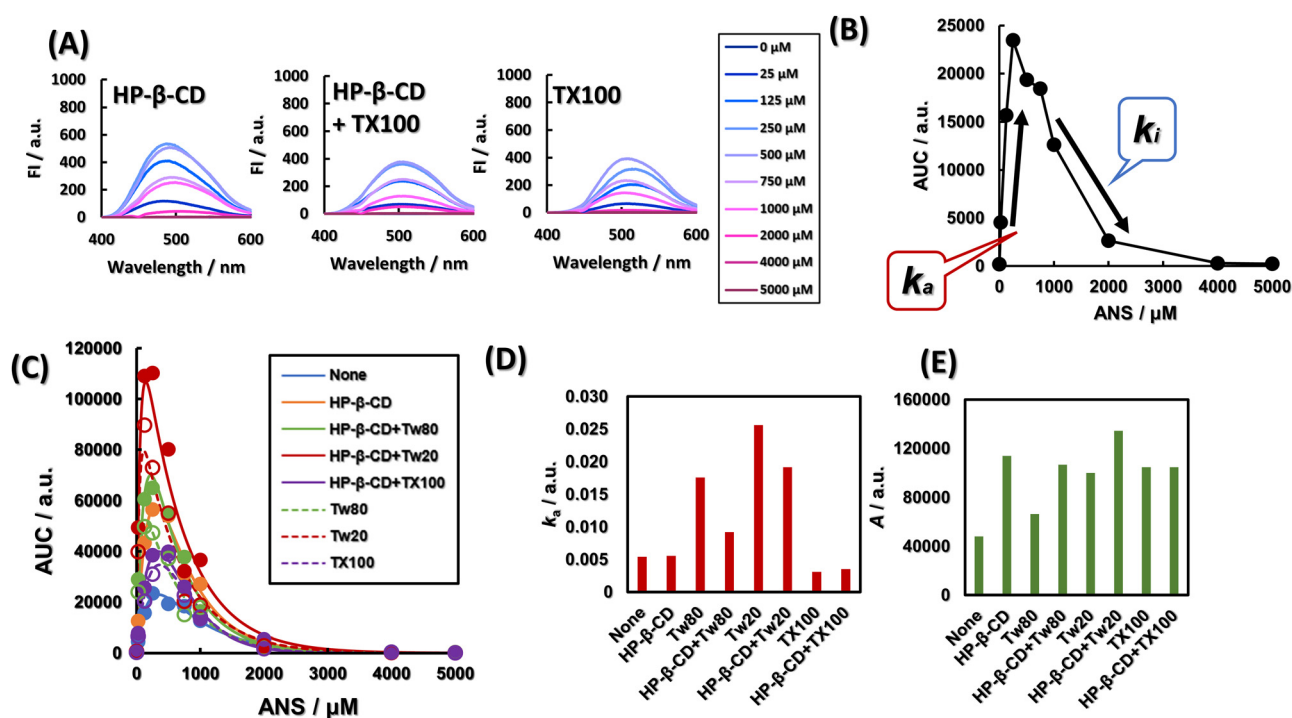 (A)
HP-β-CD
FI / a.u.
1000
800
600
400
200
0
400
500
600
Wavelength / nm
HP-β-CD
+ TX100
FI / a.u.
1000
800
600
400
200
0
400
500
600
Wavelength / nm
TX100
FI / a.u.
1000
800
600
400
200
0
400
500
600
Wavelength / nm
0 μM
25 μM
125 μM
250 μM
500 μM
750 μM
1000 μM
2000 μM
4000 μM
5000 μM
(B)
AUC / a.u.
25000
20000
15000
10000
5000
0
0
1000
2000
3000
4000
5000
ANS / μM
ka
ki
(C)
AUC / a.u.
120000
100000
80000
60000
40000
20000
0
0
1000
2000
3000
4000
5000
ANS / μM
None
HP-β-CD
HP-β-CD+Tw80
HP-β-CD+Tw20
HP-β-CD+TX100
Tw80
Tw20
TX100
(D)
ka / a.u.
0.030
0.025
0.020
0.015
0.010
0.005
0.000
None
HP-β-CD
Tw80
HP-β-CD+Tw80
Tw20
HP-β-CD+Tw20
TX100
HP-β-CD+TX100
(E)
A / a.u.
160000
120000
80000
40000
0
None
HP-β-CD
Tw80
HP-β-CD+Tw80
Tw20
HP-β-CD+Tw20
TX100
HP-β-CD+TX100